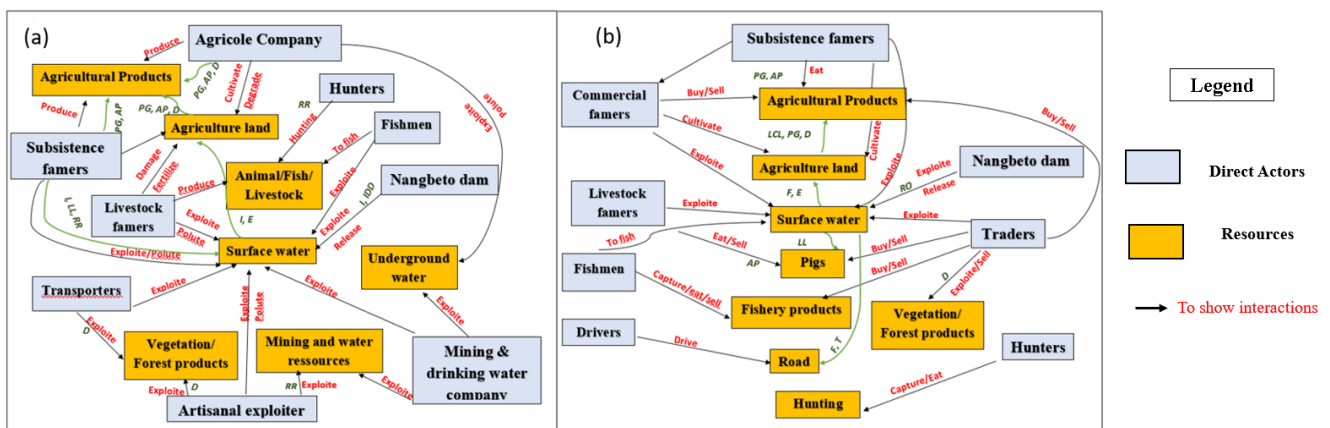 (a)
Agricole Company
Produce
Agricultural Products
PG, AP, D
Cultivate
Degrade
Hunters
RR
Hunting
Polute
Exploite
Produce
PG, AP
PG, AP, D
Agriculture land
Fishmen
To fish
Subsistence
famers
Damage
Fertilize
Produce
Animal/Fish/
Livestock
Exploite
Nangbeto dam
I, LL, RR
Livestock
famers
Exploite
Polute
I, E
Exploite
Release
I, IDD
Exploite/Polute
Surface water
Underground
water
Transporters
Exploite
Exploite
Polute
Exploite
Exploite
Exploite
D
Vegetation/
Forest products
Mining and water
ressources
Mining &
drinking water
company
Exploite
D
RR
Exploite
Exploite
Artisanal exploiter
(b)
Subsistence famers
PG, AP
Eat
Commercial
famers
Buy/Sell
Agricultural Products
Buy/Sell
Cultivate
LCL, PG, D
Cultivate
Exploite
Agriculture land
Exploite
Nangbeto dam
Exploite
RO
Release
Livestock
famers
Exploite
F, E
Surface water
Exploite
Traders
To fish
Eat/Sell
LL
Buy/Sell
AP
Pigs
Buy/Sell
Fishmen
Capture/eat/sell
D
Exploite/Sell
Fishery products
Vegetation/
Forest products
Drivers
Drive
F, T
Road
Hunters
Capture/Eat
Hunting
Legend
Direct Actors
Resources
To show interactions